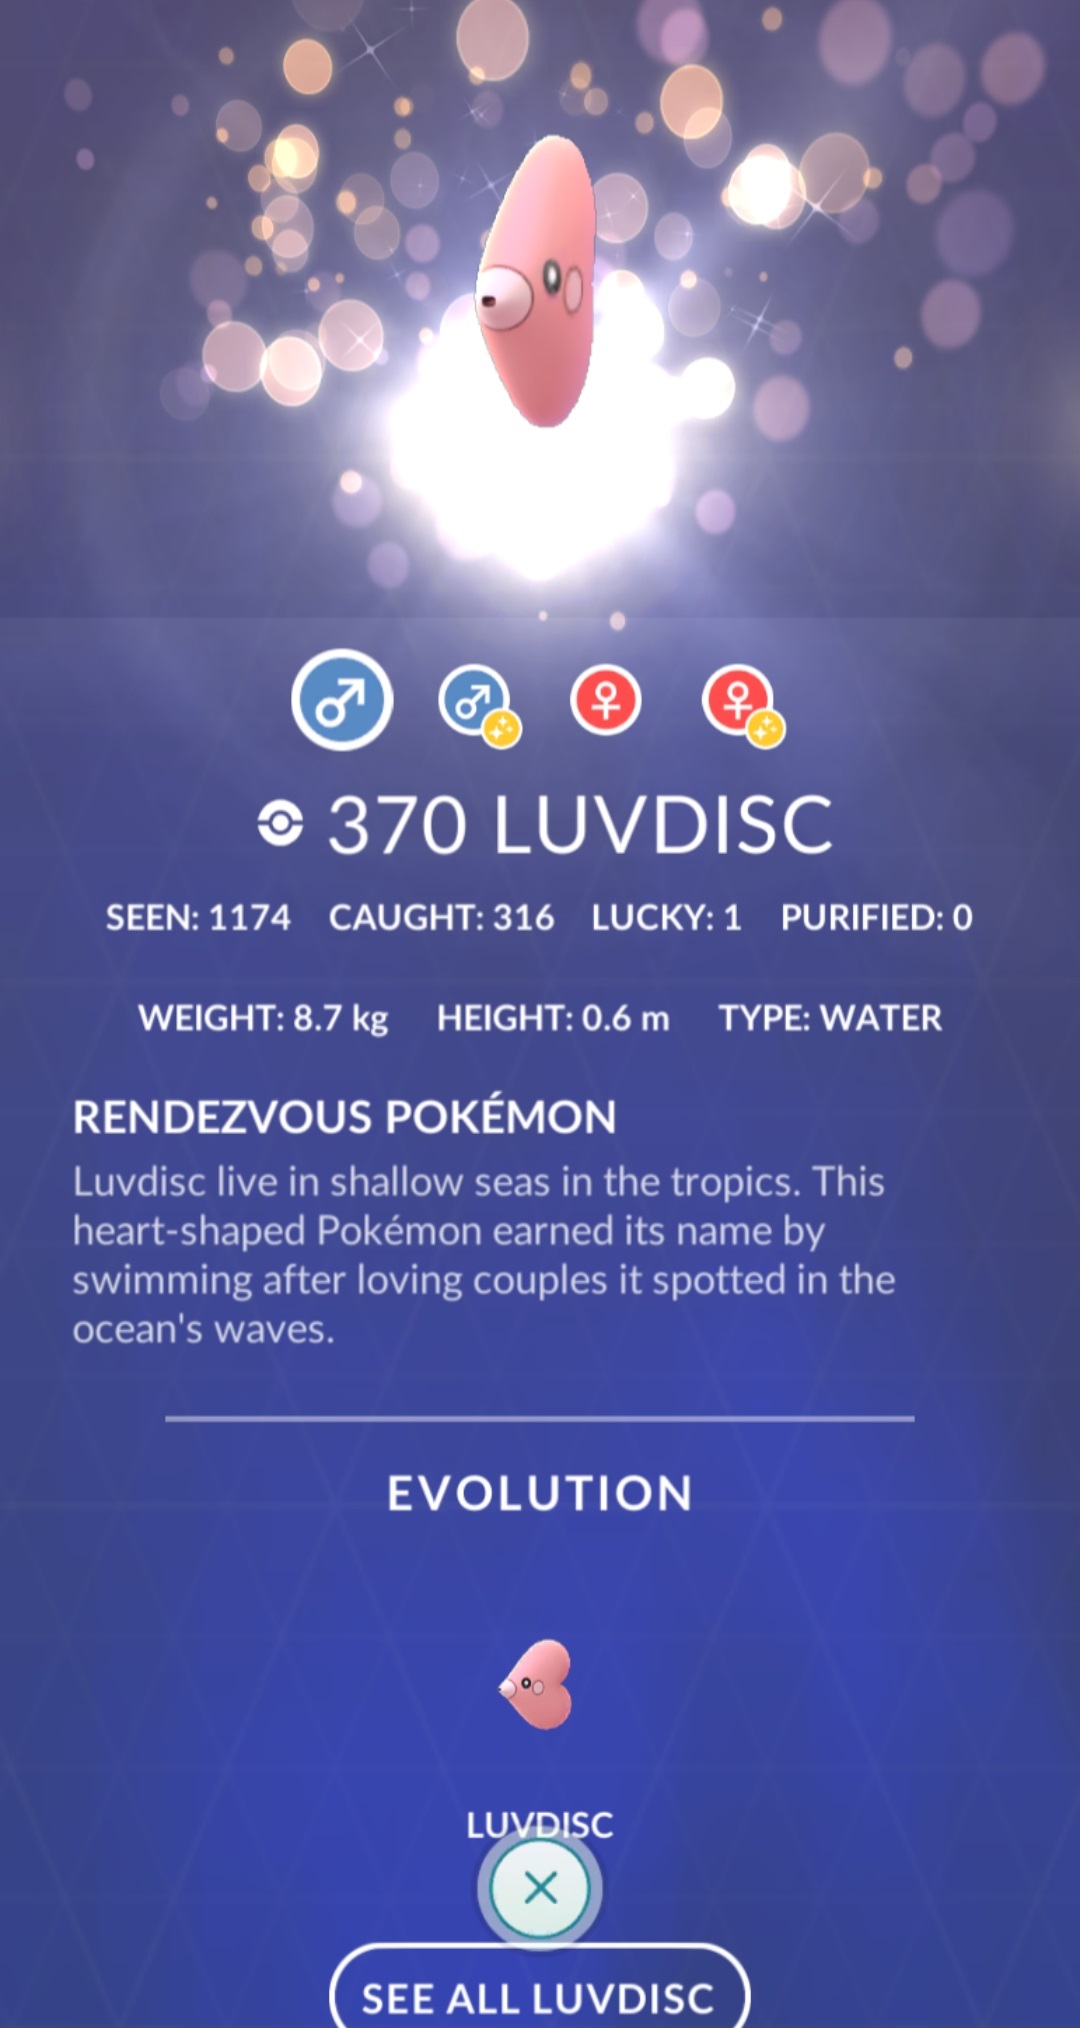 370 LUVDISC
SEEN: 1174 CAUGHT: 316 LUCKY: 1 PURIFIED: 0
WEIGHT: 8.7 kg HEIGHT: 0.6 m TYPE: WATER
RENDEZVOUS POKÉMON
Luvdisc live in shallow seas in the tropics. This
heart-shaped Pokémon earned its name by
swimming after loving couples it spotted in the
ocean's waves.
EVOLUTION
LUVDISC
SEE ALL LUVDISC